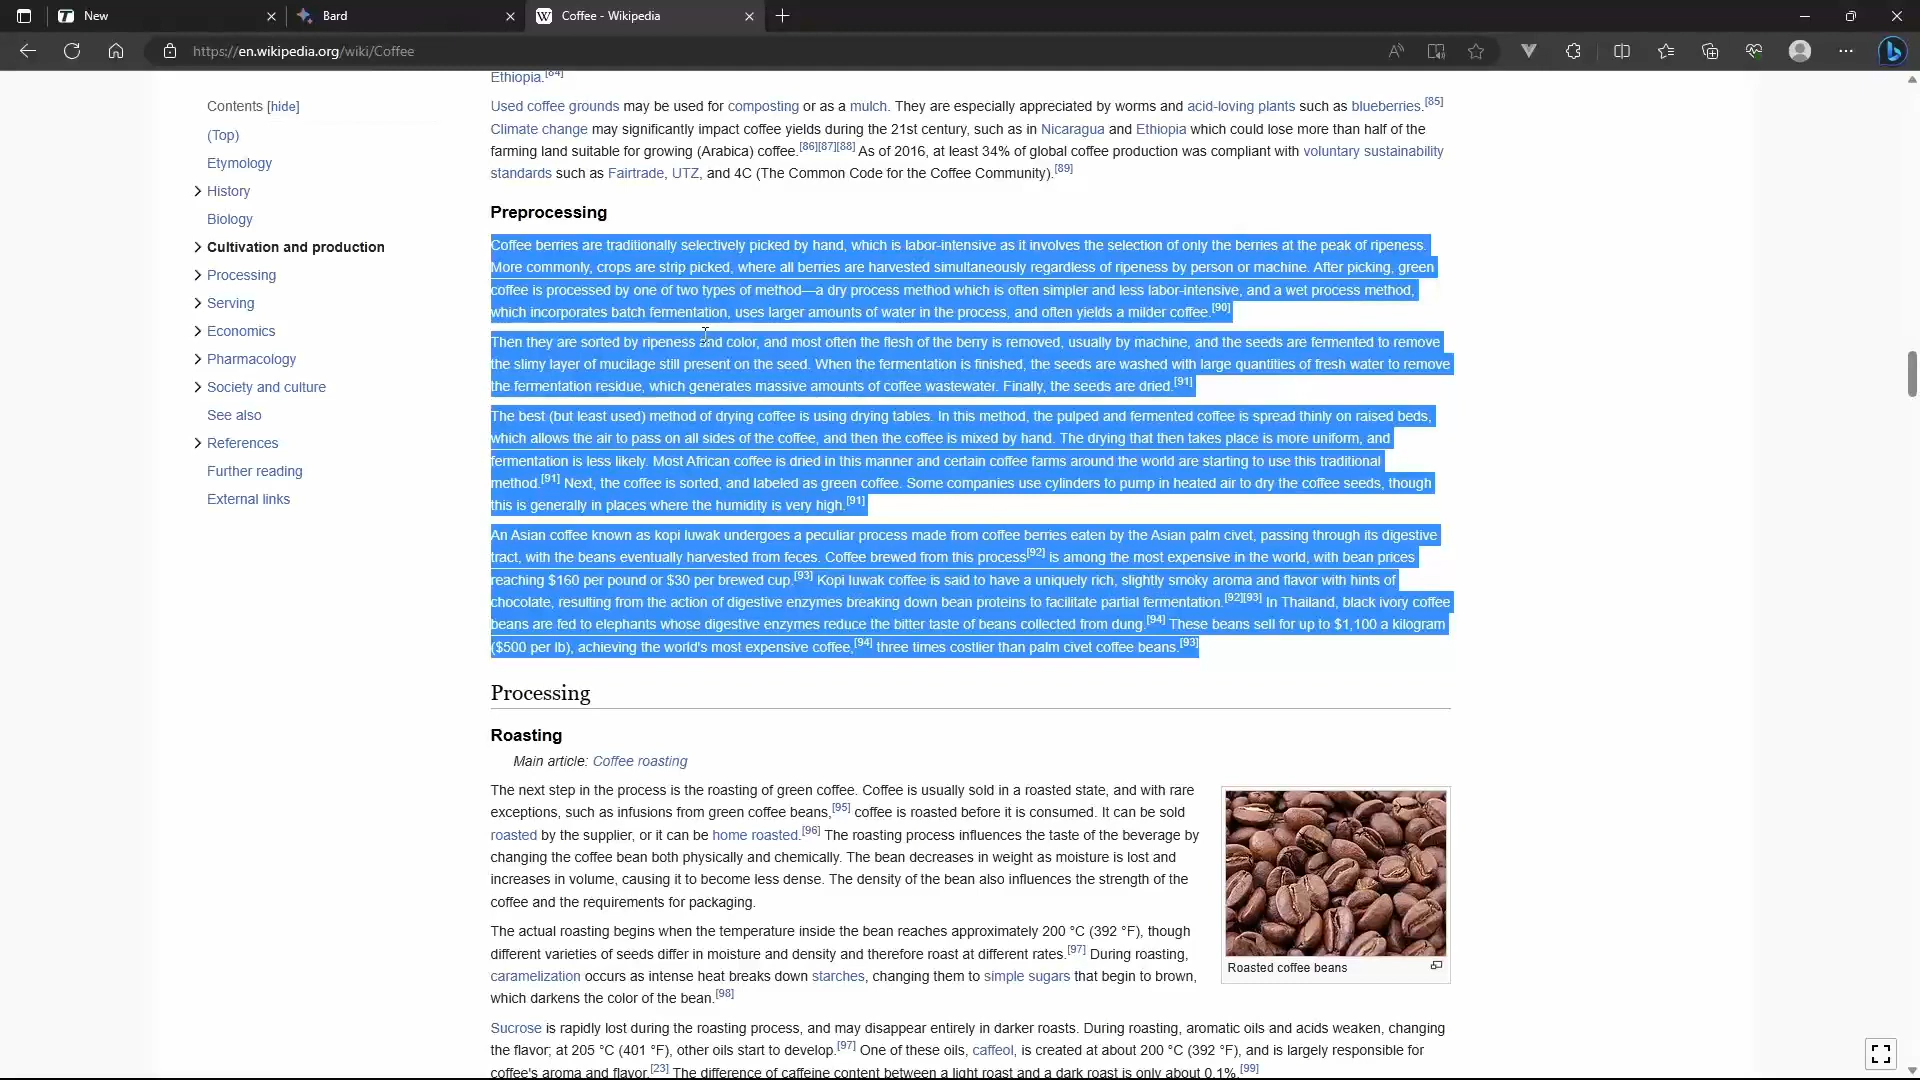 New
Bard
Coffee - Wikipedia
https://en.wikipedia.org/wiki/Coffee
Contents [hide]
(Top)
Etymology
History
Biology
Cultivation and production
Processing
Serving
Economics
Pharmacology
Society and culture
See also
References
Further reading
External links
Ethiopia.[84]
Used coffee grounds may be used for composting or as a mulch. They are especially appreciated by worms and acid-loving plants such as blueberries.[85]
Climate change may significantly impact coffee yields during the 21st century, such as in Nicaragua and Ethiopia which could lose more than half of the
farming land suitable for growing (Arabica) coffee.[86][87][88] As of 2016, at least 34% of global coffee production was compliant with voluntary sustainability
standards such as Fairtrade, UTZ, and 4C (The Common Code for the Coffee Community).[89]
Preprocessing
Coffee berries are traditionally selectively picked by hand, which is labor-intensive as it involves the selection of only the berries at the peak of ripeness.
More commonly, crops are strip picked, where all berries are harvested simultaneously regardless of ripeness by person or machine. After picking, green
coffee is processed by one of two types of method—a dry process method which is often simpler and less labor-intensive, and a wet process method,
which incorporates batch fermentation, uses larger amounts of water in the process, and often yields a milder coffee.[90]
Then they are sorted by ripeness and color, and most often the flesh of the berry is removed, usually by machine, and the seeds are fermented to remove
the slimy layer of mucilage still present on the seed. When the fermentation is finished, the seeds are washed with large quantities of fresh water to remove
the fermentation residue, which generates massive amounts of coffee wastewater. Finally, the seeds are dried.[91]
The best (but least used) method of drying coffee is using drying tables. In this method, the pulped and fermented coffee is spread thinly on raised beds,
which allows the air to pass on all sides of the coffee, and then the coffee is mixed by hand. The drying that then takes place is more uniform, and
fermentation is less likely. Most African coffee is dried in this manner and certain coffee farms around the world are starting to use this traditional
method.[91] Next, the coffee is sorted, and labeled as green coffee. Some companies use cylinders to pump in heated air to dry the coffee seeds, though
this is generally in places where the humidity is very high.[91]
An Asian coffee known as kopi luwak undergoes a peculiar process made from coffee berries eaten by the Asian palm civet, passing through its digestive
tract, with the beans eventually harvested from feces. Coffee brewed from this process[92] is among the most expensive in the world, with bean prices
reaching $160 per pound or $30 per brewed cup.[93] Kopi luwak coffee is said to have a uniquely rich, slightly smoky aroma and flavor with hints of
chocolate, resulting from the action of digestive enzymes breaking down bean proteins to facilitate partial fermentation.[92][93] In Thailand, black ivory coffee
beans are fed to elephants whose digestive enzymes reduce the bitter taste of beans collected from dung.[94] These beans sell for up to $1,100 a kilogram
($500 per lb), achieving the world's most expensive coffee,[94] three times costlier than palm civet coffee beans.[93]
Processing
Roasting
Main article: Coffee roasting
The next step in the process is the roasting of green coffee. Coffee is usually sold in a roasted state, and with rare
exceptions, such as infusions from green coffee beans,[95] coffee is roasted before it is consumed. It can be sold
roasted by the supplier, or it can be home roasted.[96] The roasting process influences the taste of the beverage by
changing the coffee bean both physically and chemically. The bean decreases in weight as moisture is lost and
increases in volume, causing it to become less dense. The density of the bean also influences the strength of the
coffee and the requirements for packaging.
The actual roasting begins when the temperature inside the bean reaches approximately 200 °C (392 °F), though
different varieties of seeds differ in moisture and density and therefore roast at different rates.[97] During roasting,
caramelization occurs as intense heat breaks down starches, changing them to simple sugars that begin to brown,
which darkens the color of the bean.[98]
Roasted coffee beans
Sucrose is rapidly lost during the roasting process, and may disappear entirely in darker roasts. During roasting, aromatic oils and acids weaken, changing
the flavor; at 205 °C (401 °F), other oils start to develop.[97] One of these oils, caffeol, is created at about 200 °C (392 °F), and is largely responsible for
coffee's aroma and flavor.[23] The difference of caffeine content between a light roast and a dark roast is only about 0.1%.[99]